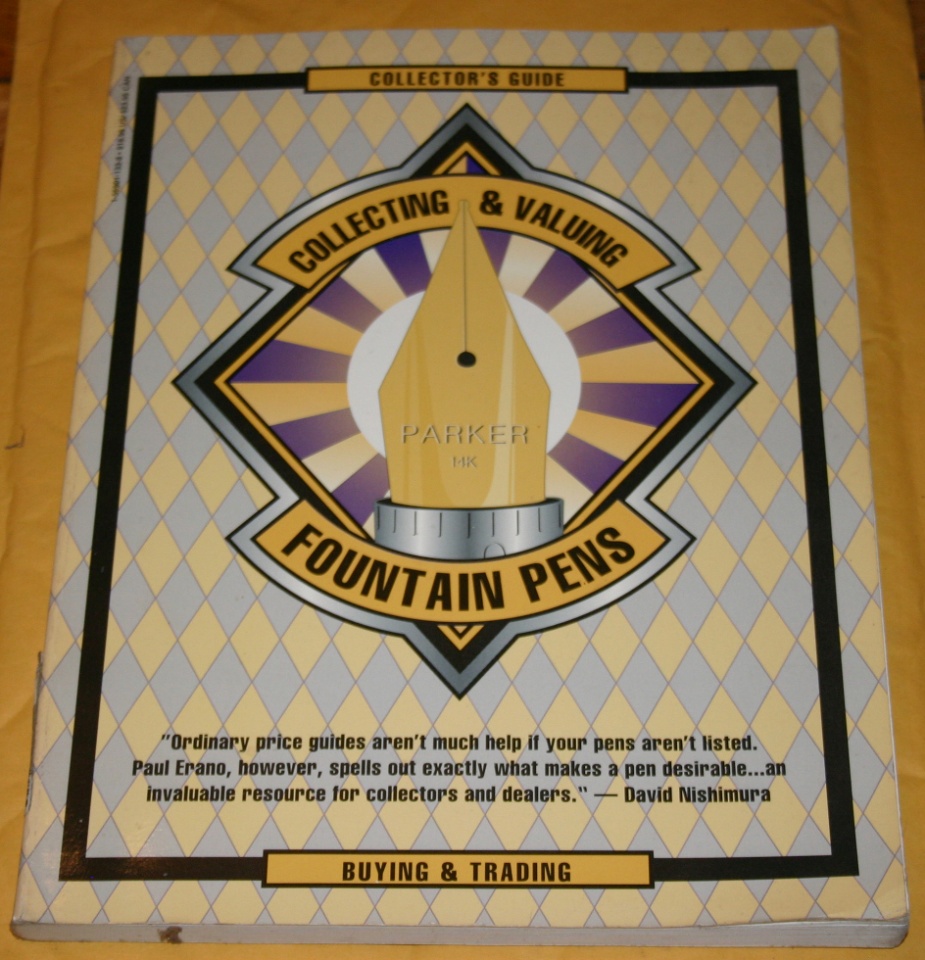 COLLECTOR'S GUIDE
COLLECTING & VALUING
PARKER
14K
FOUNTAIN PENS
"Ordinary price guides aren't much help if your pens aren't listed.
Paul Erano, however, spells out exactly what makes a pen desirable...an
invaluable resource for collectors and dealers." — David Nishimura
BUYING & TRADING